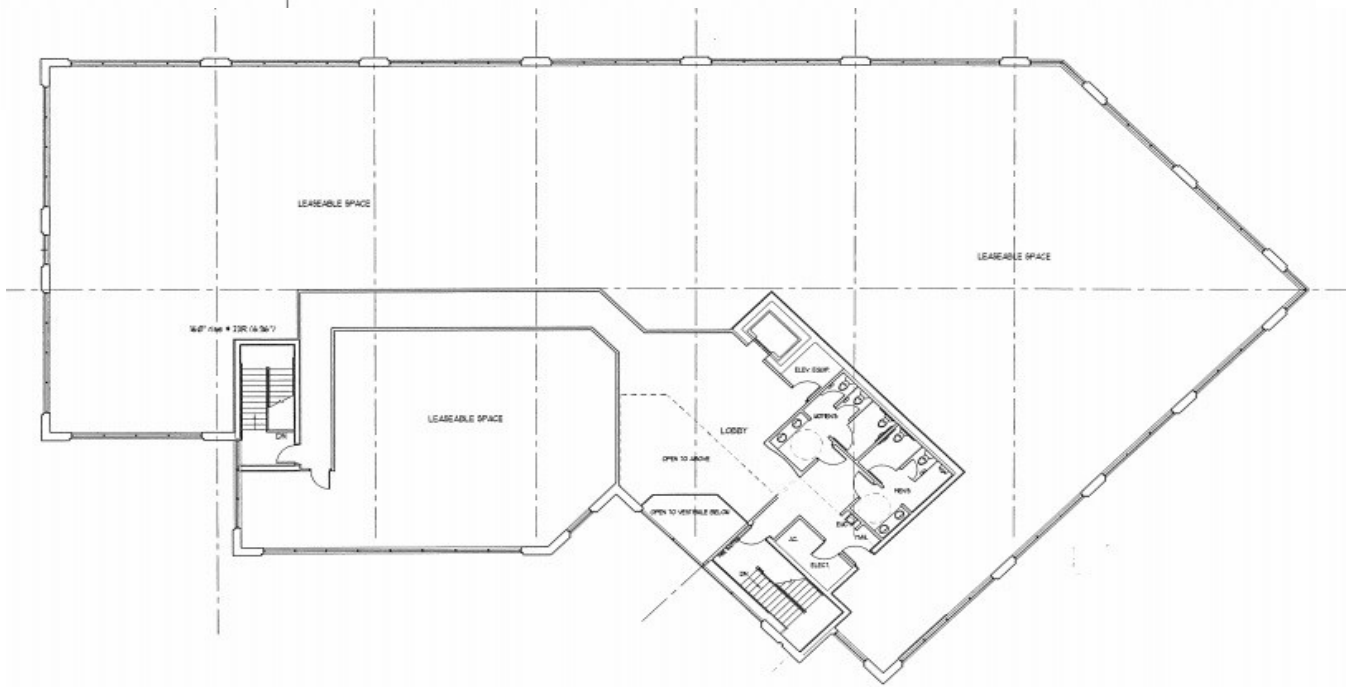 LEASEABLE SPACE
LEASEABLE SPACE
ELEV. EQUIP.
WOMENS
LEASEABLE SPACE
DN
LOBBY
OPEN TO ABOVE
MENS
OPEN TO VESTIBULE BELOW
J.C.
ELECT.
DN